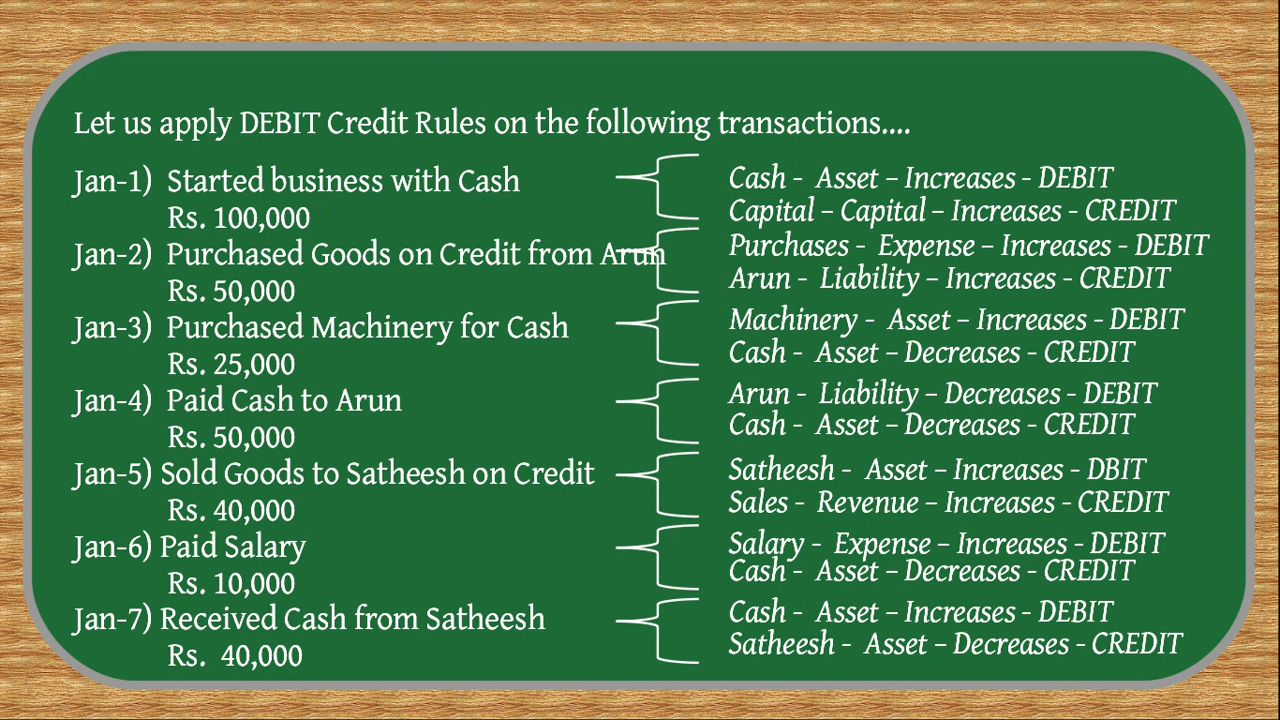 Let us apply DEBIT Credit Rules on the following transactions....
Jan-1) Started business with Cash
Rs. 100,000
Cash - Asset – Increases - DEBIT
Capital – Capital – Increases - CREDIT
Jan-2) Purchased Goods on Credit from Arun
Rs. 50,000
Purchases - Expense – Increases - DEBIT
Arun - Liability – Increases - CREDIT
Jan-3) Purchased Machinery for Cash
Rs. 25,000
Machinery - Asset – Increases - DEBIT
Cash - Asset – Decreases - CREDIT
Jan-4) Paid Cash to Arun
Rs. 50,000
Arun - Liability – Decreases - DEBIT
Cash - Asset – Decreases - CREDIT
Jan-5) Sold Goods to Satheesh on Credit
Rs. 40,000
Satheesh - Asset – Increases - DBIT
Sales - Revenue – Increases - CREDIT
Jan-6) Paid Salary
Rs. 10,000
Salary - Expense – Increases - DEBIT
Cash - Asset – Decreases - CREDIT
Jan-7) Received Cash from Satheesh
Rs. 40,000
Cash - Asset – Increases - DEBIT
Satheesh - Asset – Decreases - CREDIT